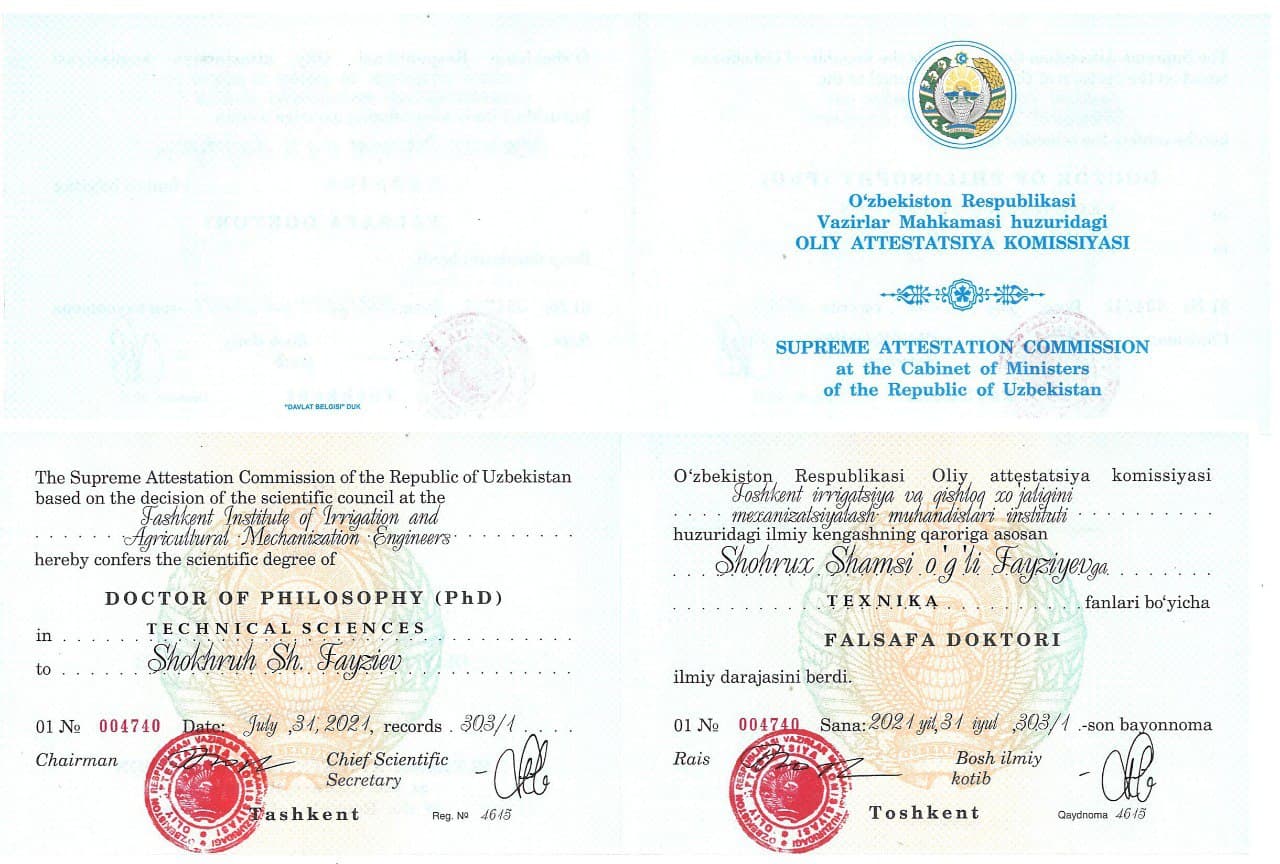 O‘zbekiston Respublikasi
Vazirlar Mahkamasi huzuridagi
OLIY ATTESTATSIYA KOMISSIYASI
SUPREME ATTESTATION COMMISSION
at the Cabinet of Ministers
of the Republic of Uzbekistan
"DAVLAT BELGISI" DUK
The Supreme Attestation Commission of the Republic of Uzbekistan
based on the decision of the scientific council at the
Tashkent Institute of Irrigation and
Agricultural Mechanization Engineers
hereby confers the scientific degree of
DOCTOR OF PHILOSOPHY (PhD)
in TECHNICAL SCIENCES
to Shokhruh Sh. Fayziev
01 № 004740 Date: July ,31, 2021, records . 303/1
Chairman Chief Scientific
Secretary
Tashkent Reg. № 4615
O‘zbekiston Respublikasi Oliy attestatsiya komissiyasi
Toshkent irrigatsiya va qishloq xo'jaligini
mexanizatsiyalash muhandislari instituti
huzuridagi ilmiy kengashning qaroriga asosan
Shohrux Shamsi o'g'li Fayziyevga
TEXNIKA fanlari bo‘yicha
FALSAFA DOKTORI
ilmiy darajasini berdi.
01 № 004740 Sana: 2021 yil, 31 iyul ,303/1 .-son bayonnoma
Rais Bosh ilmiy
kotib
Toshkent Qaydnoma 4615